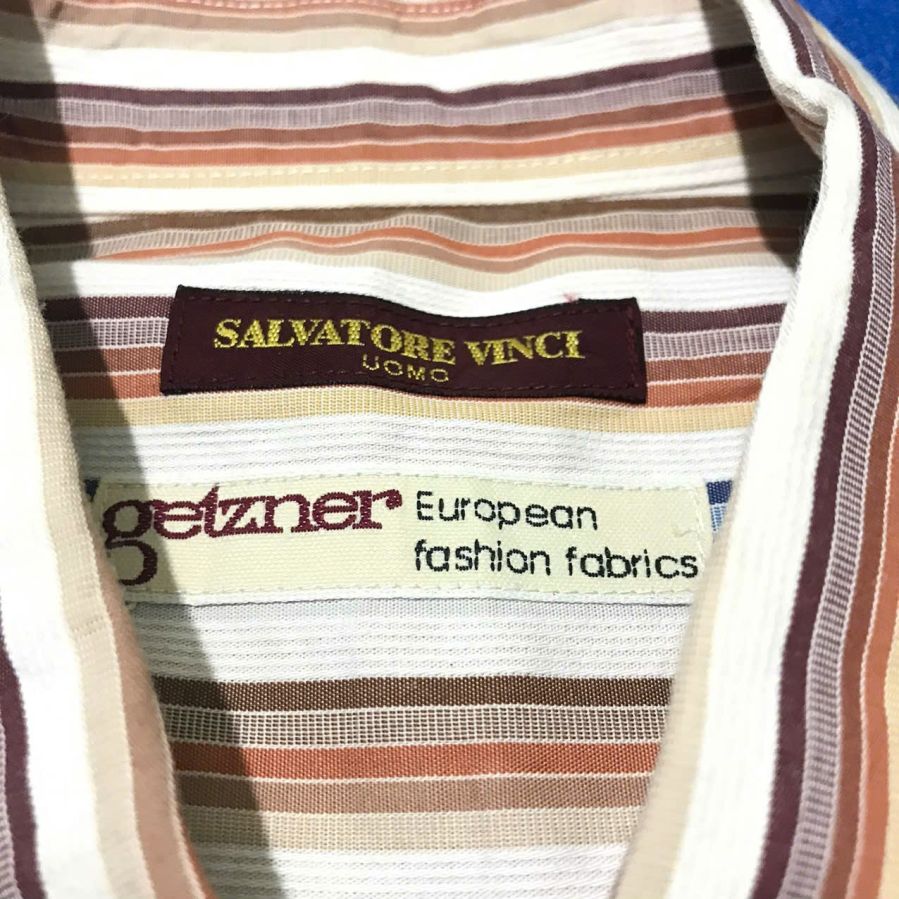 SALVATORE VINCI
UOMO
getzner European
fashion fabrics